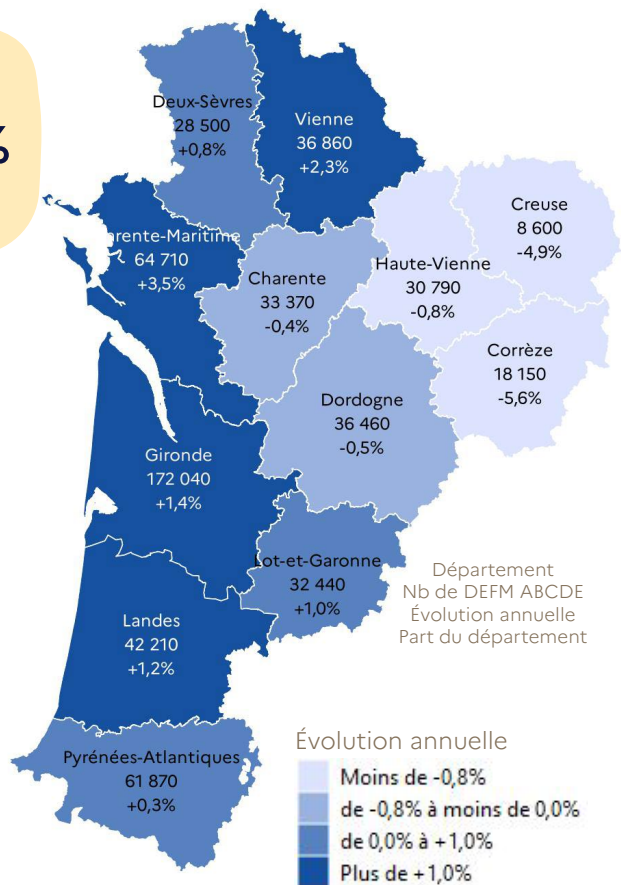 %
Deux-Sèvres
28 500
+0,8%
Vienne
36 860
+2,3%
Creuse
8 600
-4,9%
arente-Maritime
64 710
+3,5%
Charente
33 370
-0,4%
Haute-Vienne
30 790
-0,8%
Corrèze
18 150
-5,6%
Dordogne
36 460
-0,5%
Gironde
172 040
+1,4%
Lot-et-Garonne
32 440
+1,0%
Landes
42 210
+1,2%
Pyrénées-Atlantiques
61 870
+0,3%
Département
Nb de DEFM ABCDE
Évolution annuelle
Part du département
Évolution annuelle
Moins de -0,8%
de -0,8% à moins de 0,0%
de 0,0% à +1,0%
Plus de +1,0%